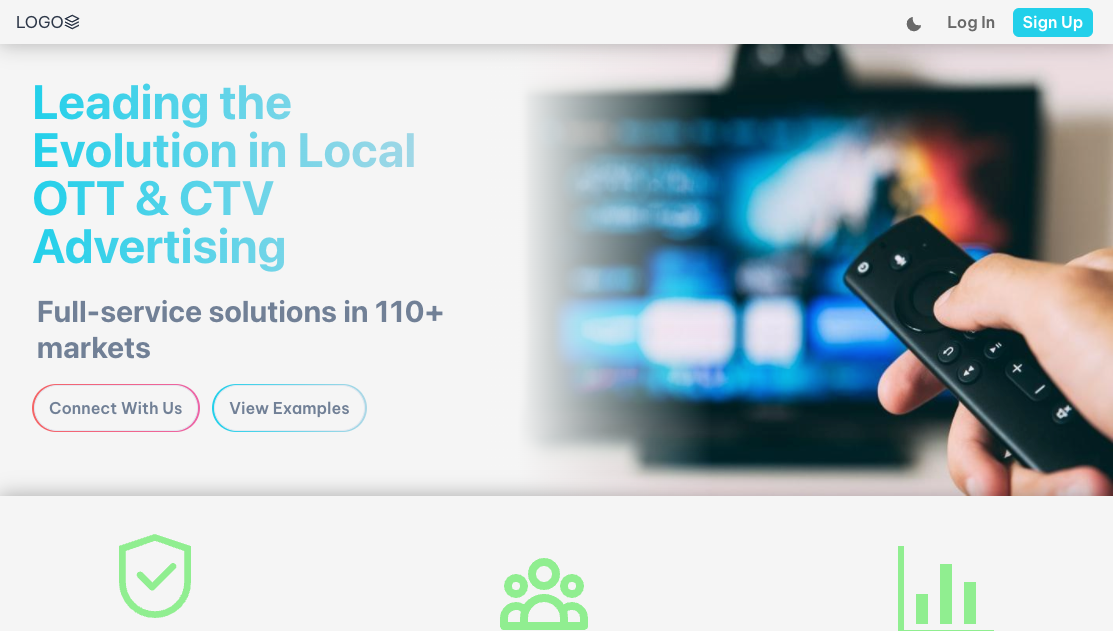 LOGO
Log In
Sign Up
Leading the
Evolution in Local
OTT & CTV
Advertising
Full-service solutions in 110+
markets
Connect With Us
View Examples